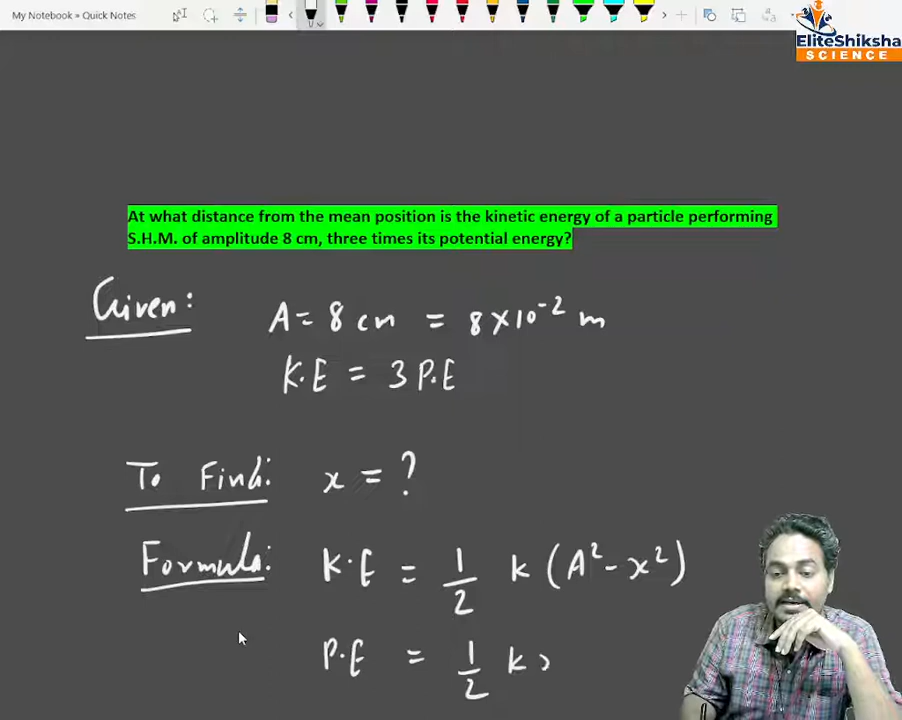 My Notebook » Quick Notes
EliteShiksha
SCIENCE
At what distance from the mean position is the kinetic energy of a particle performing
S.H.M. of amplitude 8 cm, three times its potential energy?
Given: A = 8 cm = 8×10⁻² m
K.E = 3 P.E
To Find: x = ?
Formula: K.E = 1/2 k (A² - x²)
P.E = 1/2 k